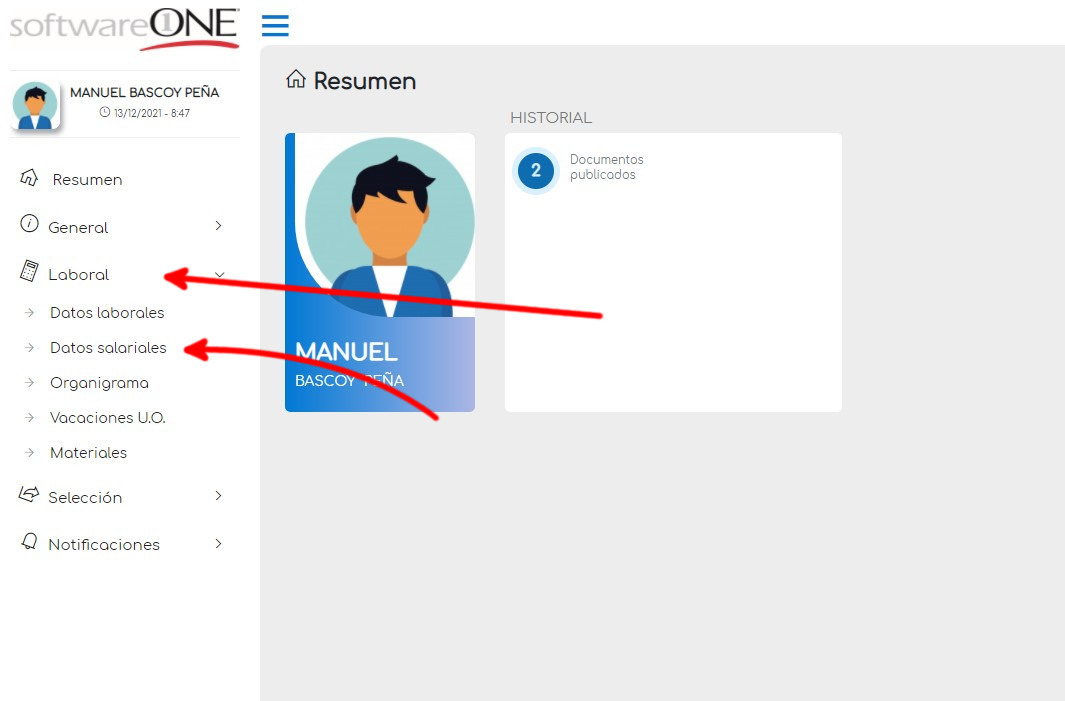 softwareONE
MANUEL BASCOY PEÑA
13/12/2021 - 8:47
Resumen
General
Laboral
Datos laborales
Datos salariales
Organigrama
Vacaciones U.O.
Materiales
Selección
Notificaciones
Resumen
MANUEL
BASCOY PEÑA
HISTORIAL
2
Documentos
publicados